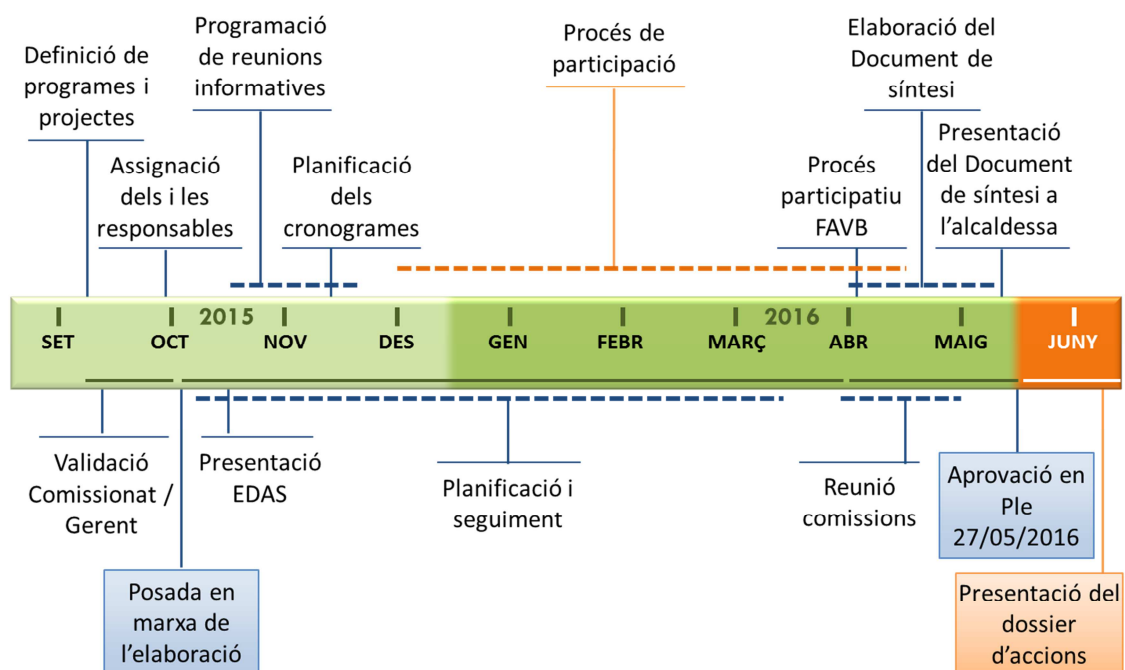 Definició de
programes i
projectes
Programació
de reunions
informatives
Procés de
participació
Elaboració del
Document de
síntesi
Assignació
dels i les
responsables
Planificació
dels
cronogrames
Procés
participatiu
FAVB
Presentació
del Document
de síntesi a
l'alcaldessa
2015
2016
SET
OCT
NOV
DES
GEN
FEBR
MARÇ
ABR
MAIG
JUNY
Validació
Comissionat /
Gerent
Presentació
EDAS
Planificació i
seguiment
Reunió
comissions
Aprovació en
Ple
27/05/2016
Posada en
marxa de
l'elaboració
Presentació del
dossier
d'accions